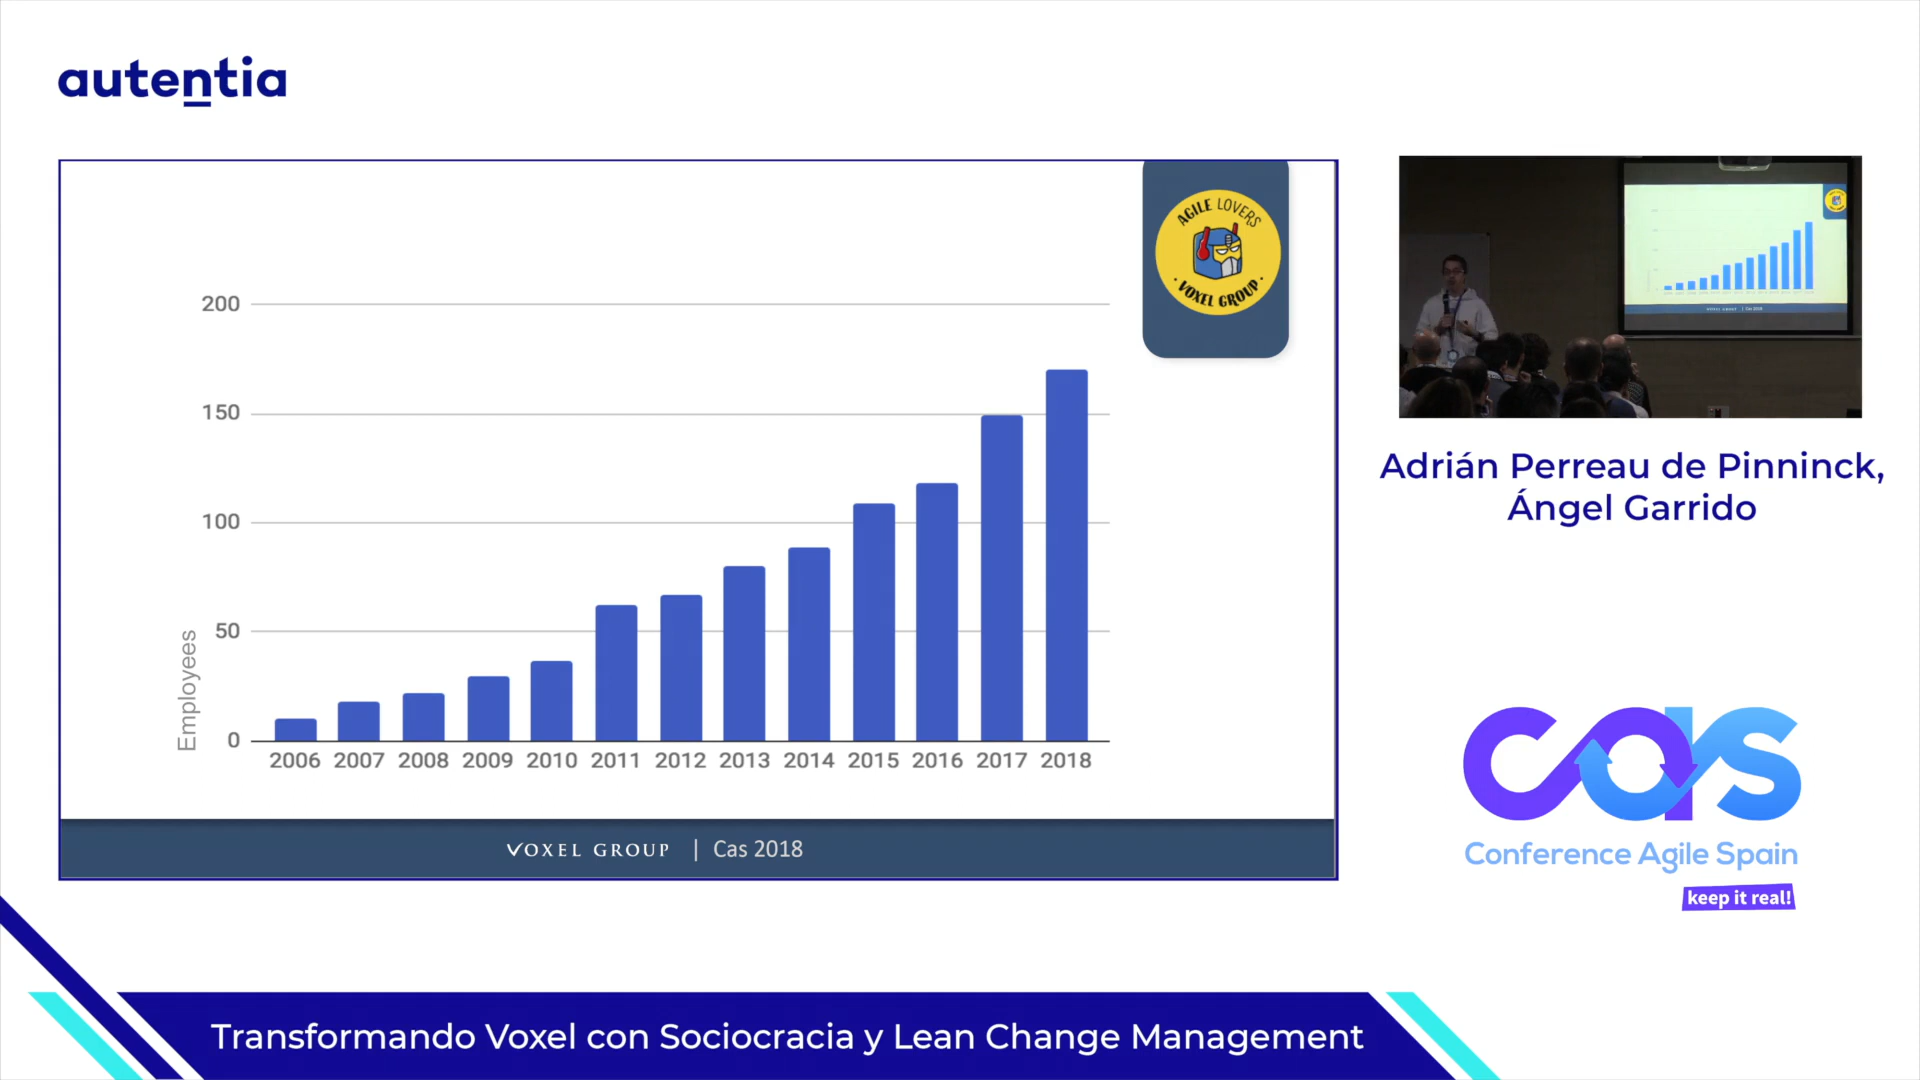 autentia
AGILE LOVERS
· VOXEL GROUP ·
200
150
100
50
0
Employees
2006 2007 2008 2009 2010 2011 2012 2013 2014 2015 2016 2017 2018
VOXEL GROUP | Cas 2018
Adrián Perreau de Pinninck,
Ángel Garrido
cas
Conference Agile Spain
keep it real!
Transformando Voxel con Sociocracia y Lean Change Management